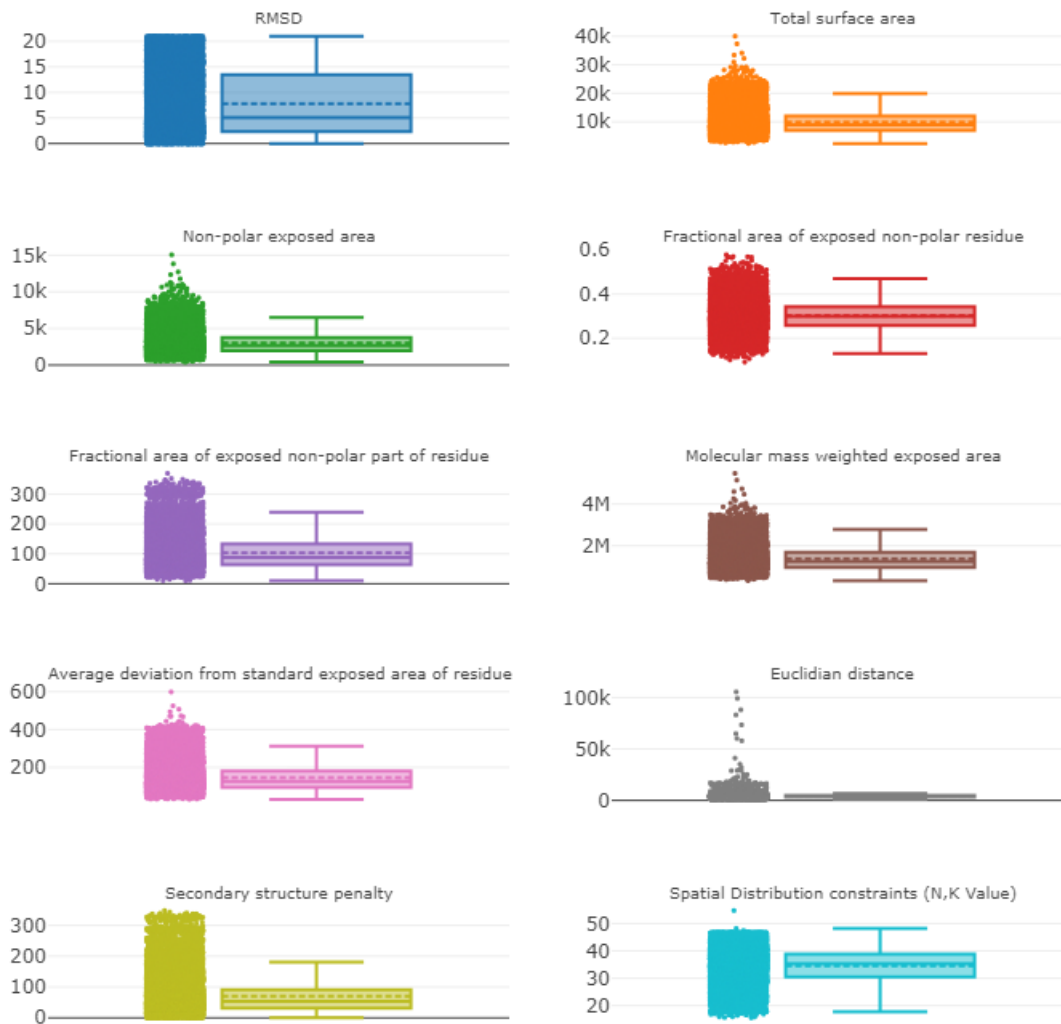 RMSD
20
15
10
5
0
Total surface area
40k
30k
20k
10k
Non-polar exposed area
15k
10k
5k
0
Fractional area of exposed non-polar residue
0.6
0.4
0.2
Fractional area of exposed non-polar part of residue
300
200
100
0
Molecular mass weighted exposed area
4M
2M
Average deviation from standard exposed area of residue
600
400
200
Euclidian distance
100k
50k
0
Secondary structure penalty
300
200
100
0
Spatial Distribution constraints (N,K Value)
50
40
30
20